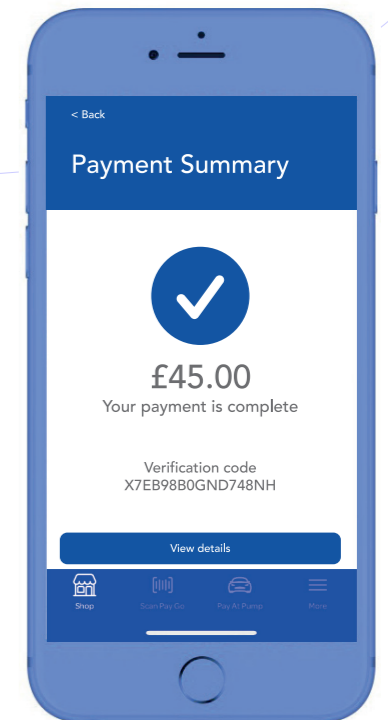 < Back
Payment Summary
£45.00
Your payment is complete
Verification code
X7EB98B0GND748NH
View details
Shop
Scan Pay Go
Pay At Pump
More